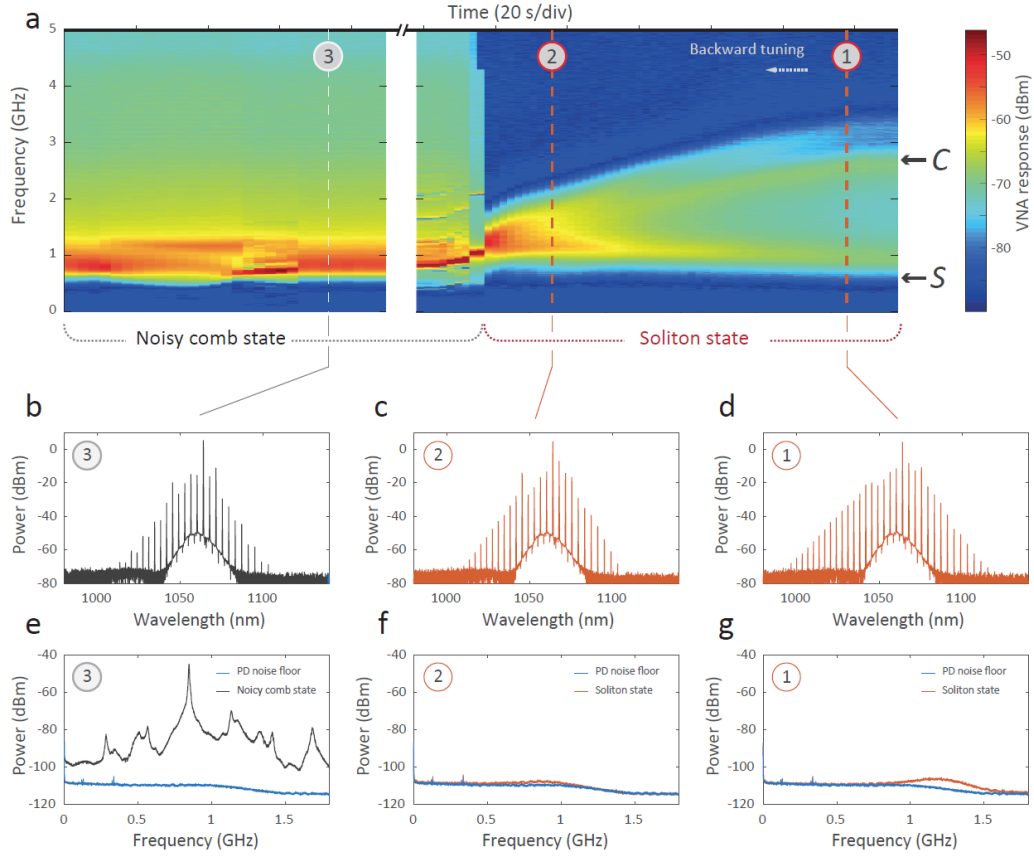 Time (20 s/div)
a
5
4
3
2
1
0
Frequency (GHz)
3
2
1
Backward tuning
C
S
-50
-60
-70
-80
VNA response (dBm)
Noisy comb state
Soliton state
b
3
0
-20
-40
-60
-80
Power (dBm)
1000
1050
1100
Wavelength (nm)
c
2
0
-20
-40
-60
-80
Power (dBm)
1000
1050
1100
Wavelength (nm)
d
1
0
-20
-40
-60
-80
Power (dBm)
1000
1050
1100
Wavelength (nm)
e
3
-40
-60
-80
-100
-120
Power (dBm)
PD noise floor
Noisy comb state
0
0.5
1
1.5
Frequency (GHz)
f
2
-40
-60
-80
-100
-120
Power (dBm)
PD noise floor
Soliton state
0
0.5
1
1.5
Frequency (GHz)
g
1
-40
-60
-80
-100
-120
Power (dBm)
PD noise floor
Soliton state
0
0.5
1
1.5
Frequency (GHz)